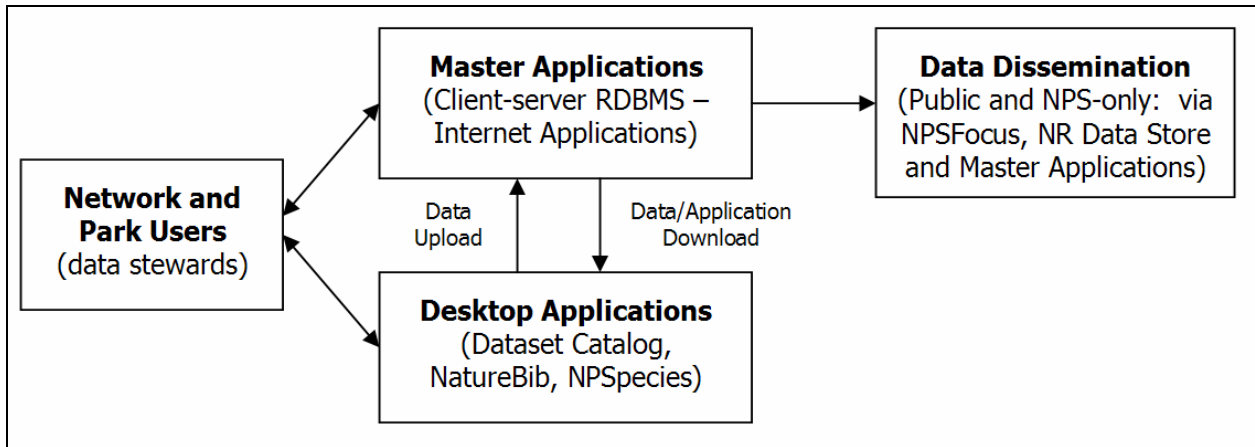 Master Applications
(Client-server RDBMS –
Internet Applications)
Data Dissemination
(Public and NPS-only:  via
NPSFocus, NR Data Store
and Master Applications)
Network and
Park Users
(data stewards)
Data
Upload
Data/Application
Download
Desktop Applications
(Dataset Catalog,
NatureBib, NPSpecies)